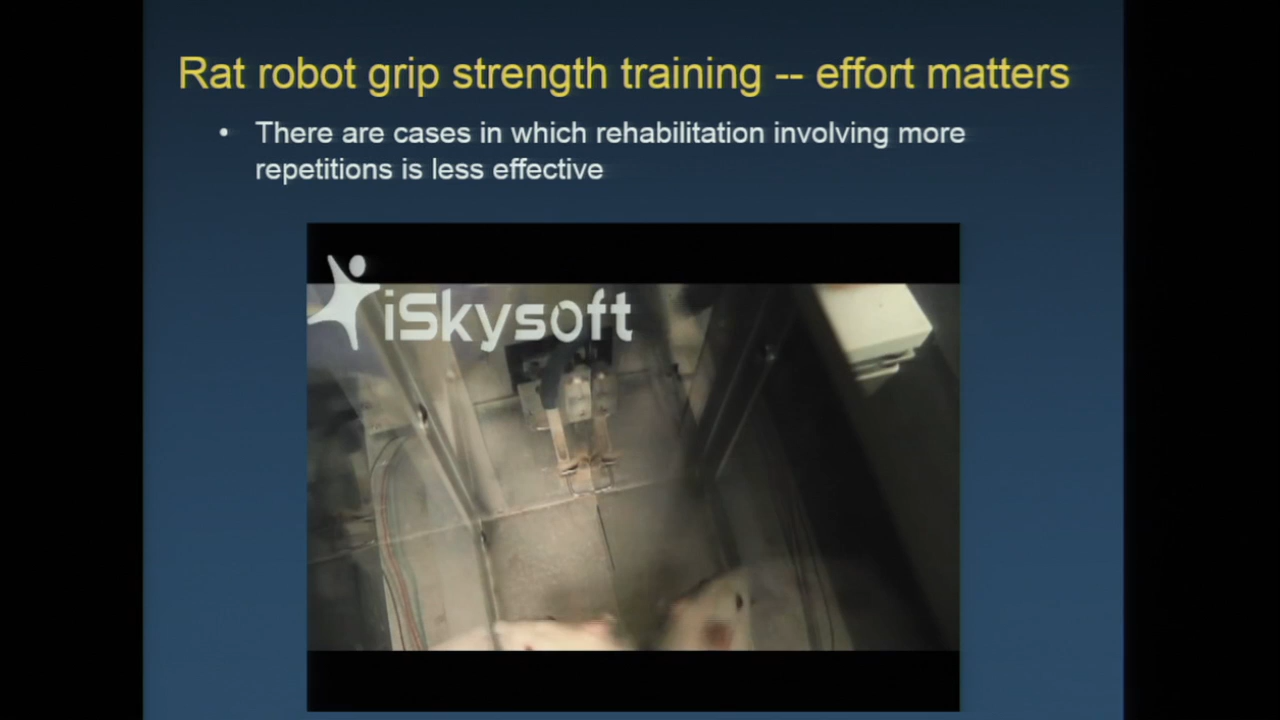 Rat robot grip strength training -- effort matters
• There are cases in which rehabilitation involving more
repetitions is less effective
iSkysoft